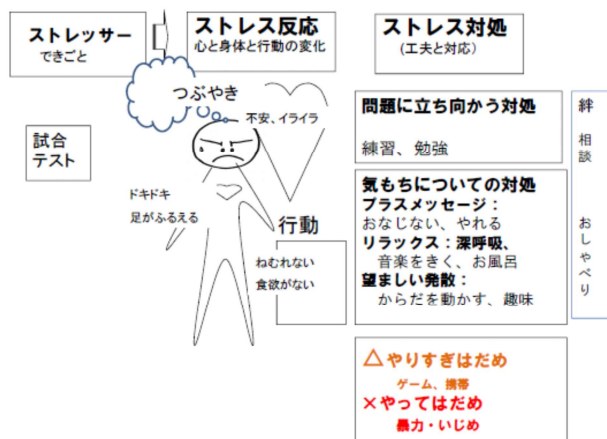 ストレッサー
できごと
ストレス反応
心と身体と行動の変化
ストレス対処
(工夫と対応)
つぶやき
不安、イライラ
試合
テスト
ドキドキ
足がふるえる
行動
ねむれない
食欲がない
問題に立ち向かう対処
練習、勉強
気もちについての対処
プラスメッセージ：
おなじない、やれる
リラックス：深呼吸、
音楽をきく、お風呂
望ましい発散：
からだを動かす、趣味
絆
相談
おしゃべり
△やりすぎはだめ
ゲーム、携帯
×やってはだめ
暴力・いじめ